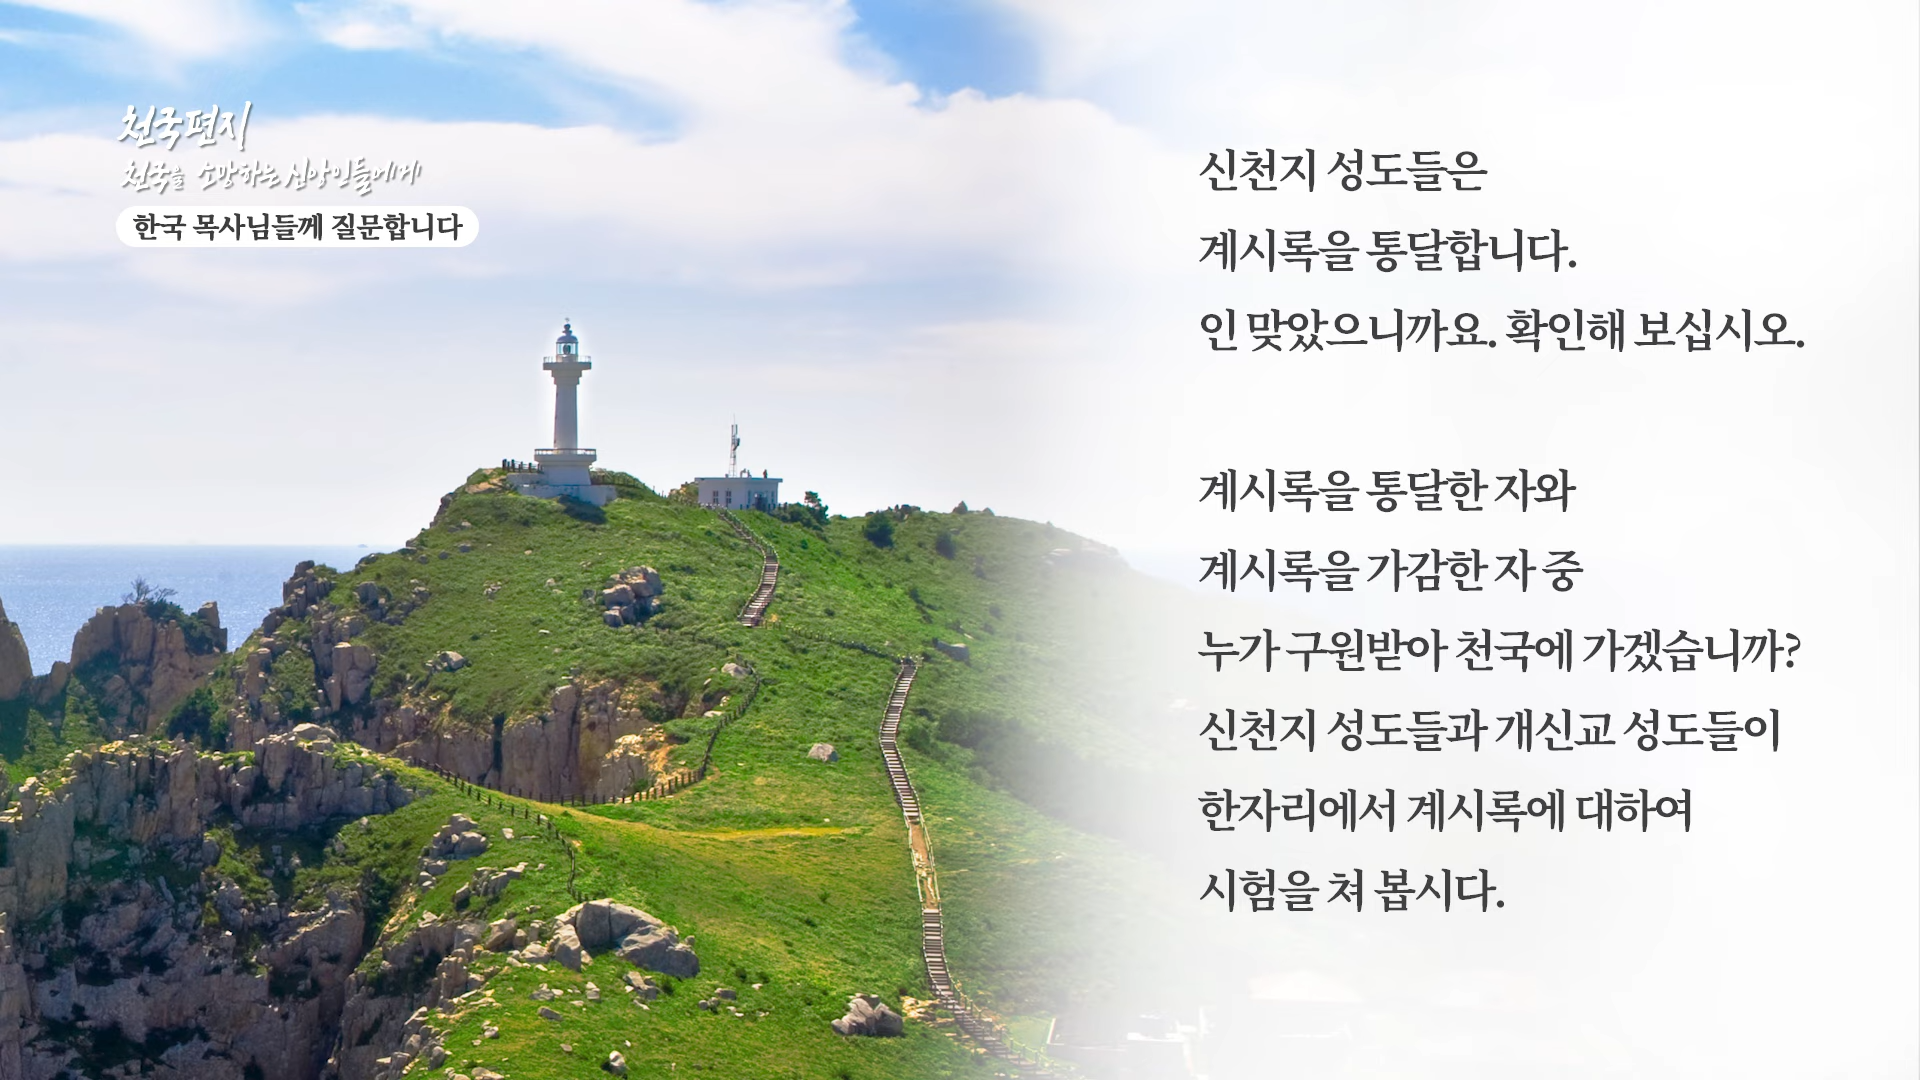 천국편지
천국을 소망하는 신앙인들에게
한국 목사님들께 질문합니다
신천지 성도들은
계시록을 통달합니다.
인 맞았으니까요. 확인해 보십시오.
계시록을 통달한 자와
계시록을 가감한 자 중
누가 구원받아 천국에 가겠습니까?
신천지 성도들과 개신교 성도들이
한자리에서 계시록에 대하여
시험을 쳐 봅시다.